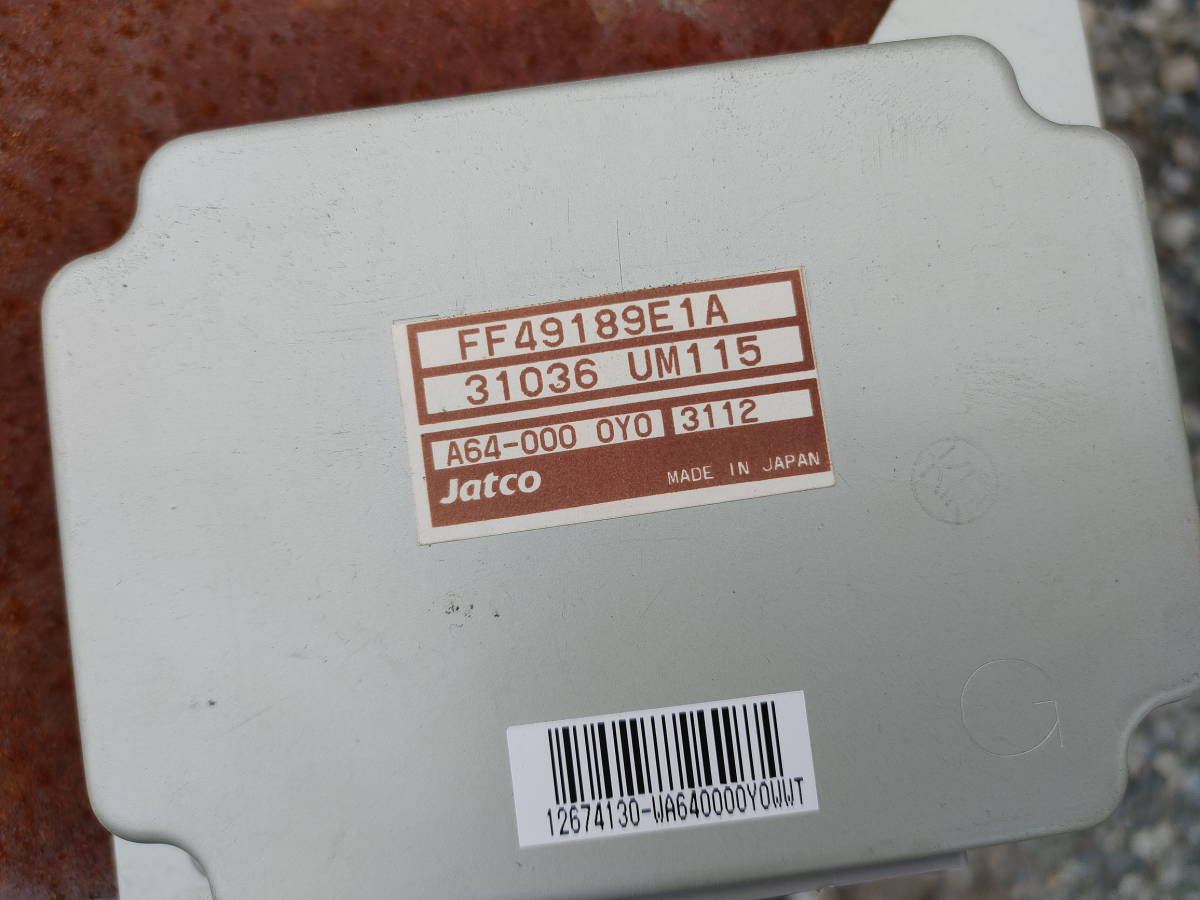 FF49189E1A
31036 UM115
A64-000 0Y0 3112
Jatco MADE IN JAPAN
G
12674130-WA640000Y0WWT